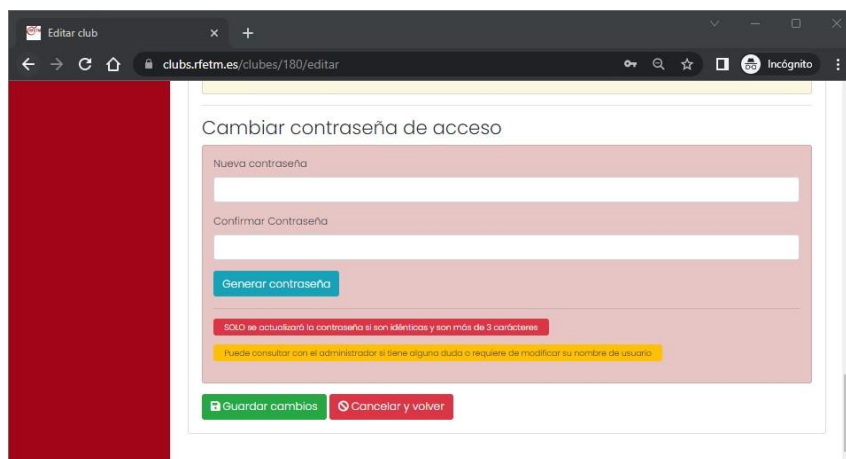 Editar club
clubs.rfetm.es/clubes/180/editar
Incógnito
Cambiar contraseña de acceso
Nueva contraseña
Confirmar Contraseña
Generar contraseña
SOLO se actualizará la contraseña si son idénticas y son más de 3 carácteres
Puede consultar con el administrador si tiene alguna duda o requiere de modificar su nombre de usuario
Guardar cambios
Cancelar y volver